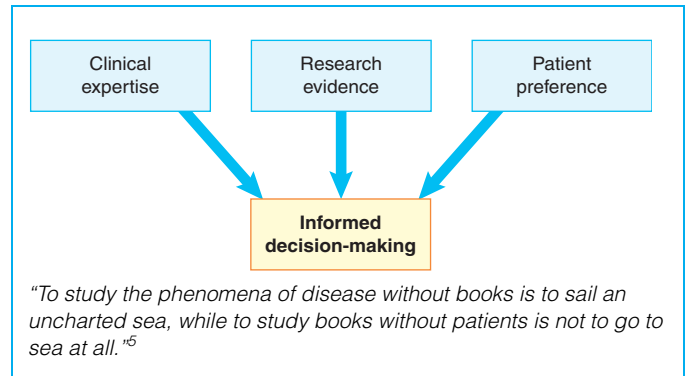 Clinical
expertise
Research
evidence
Patient
preference
Informed
decision-making
“To study the phenomena of disease without books is to sail an
uncharted sea, while to study books without patients is not to go to
sea at all.”5